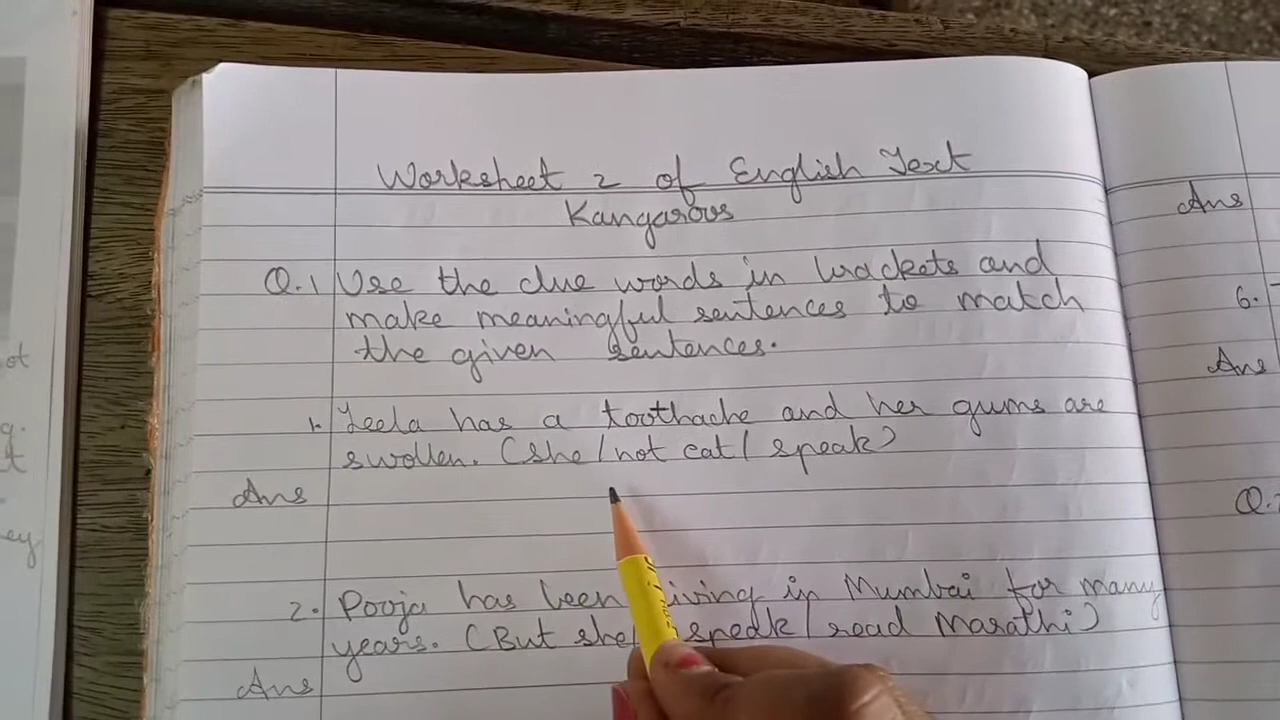 Worksheet 2 of English Text
Kangaroos
Q.1 Use the clue words in brackets and
make meaningful sentences to match
the given sentences.
1. Leela has a toothache and her gums are
swollen. (she / not eat / speak)
Ans
2. Pooja has been living in Mumbai for many
years. (But she speak / read Marathi)
Ans
Ans
6.
Ans
Q.
ot
g.
t
ey